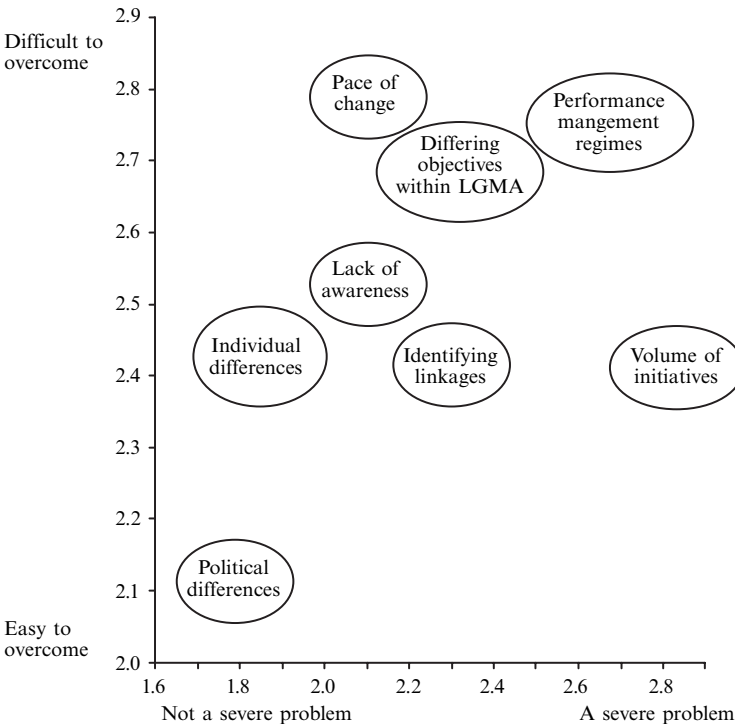 2.9
Difficult to
overcome
2.8
Pace of
change
Performance
mangement
regimes
2.7
Differing
objectives
within LGMA
2.6
Lack of
awareness
2.5
Individual
differences
Identifying
linkages
Volume of
initiatives
2.4
2.3
2.2
Political
differences
2.1
Easy to
overcome
2.0
1.6 1.8 2.0 2.2 2.4 2.6 2.8
Not a severe problem A severe problem